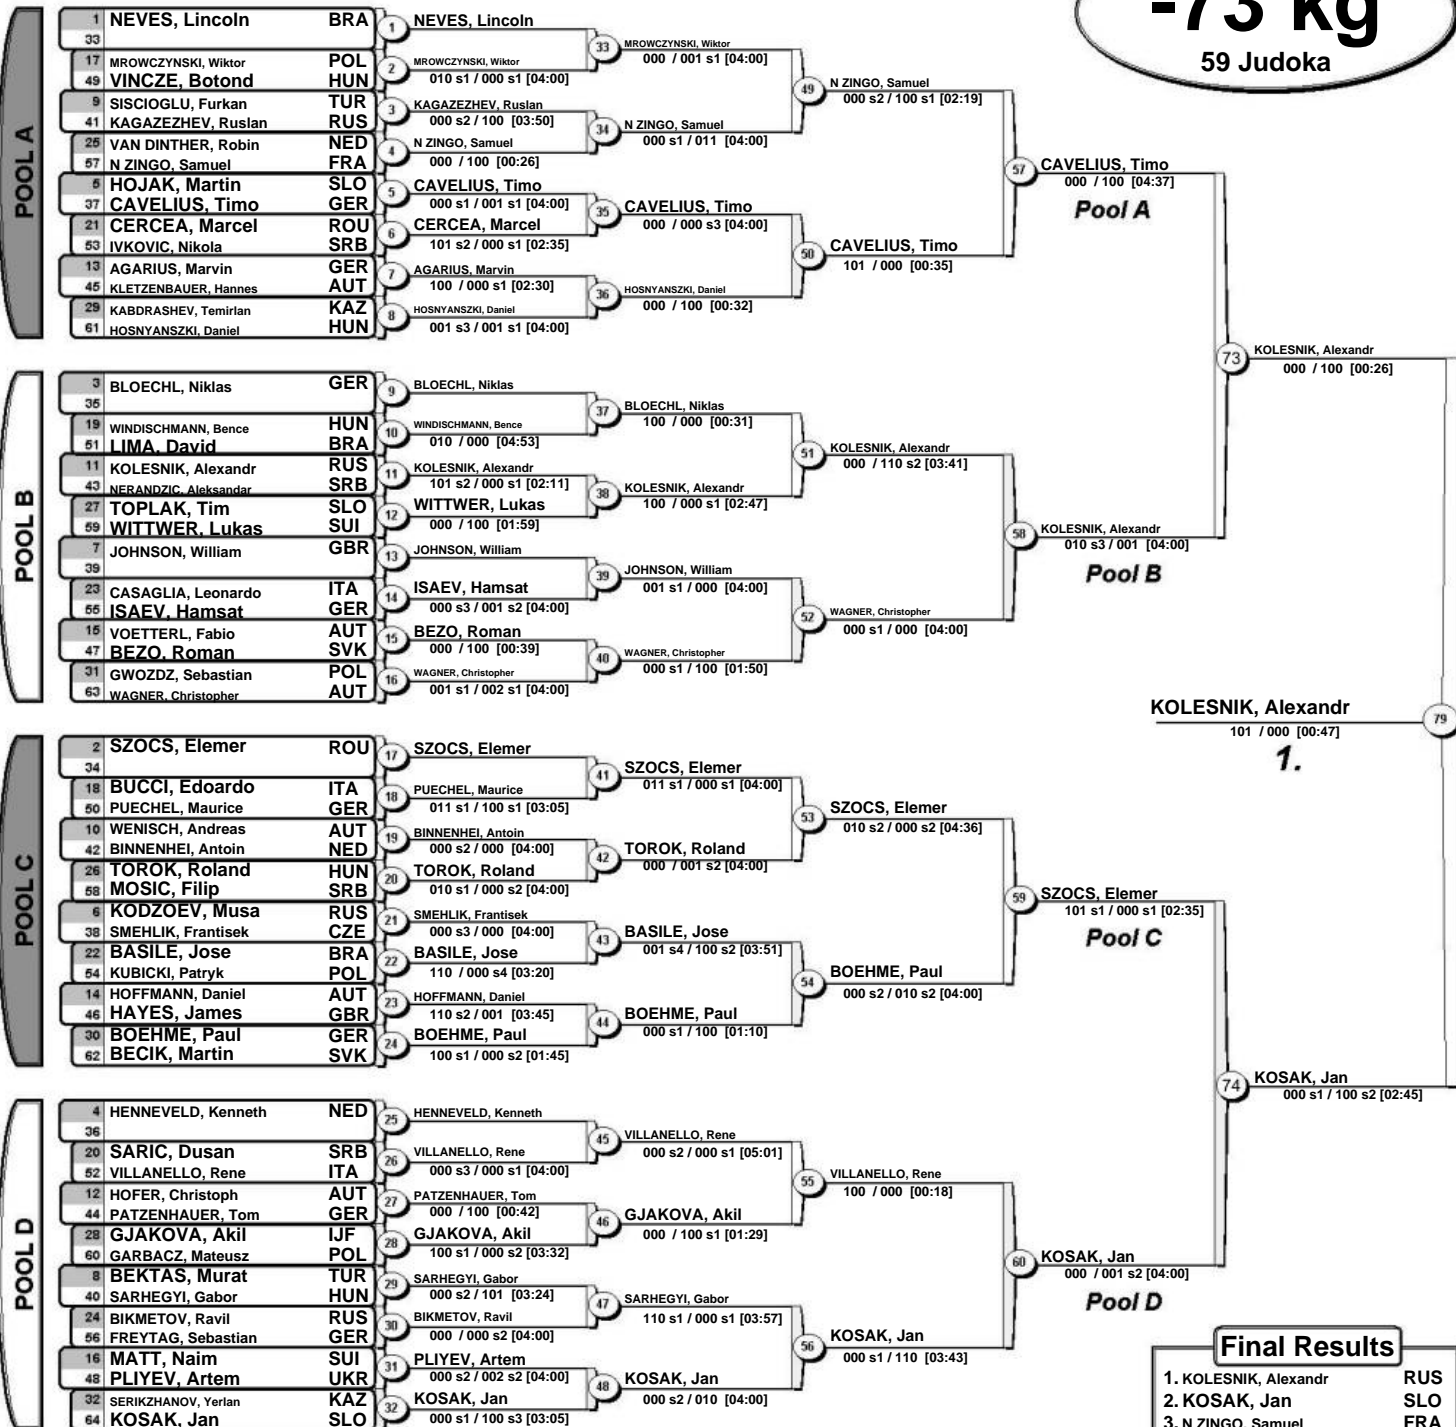 -73 kg
59 Judoka
POOL A
1 NEVES, Lincoln BRA
33
17 MROWCZYNSKI, Wiktor POL
49 VINCZE, Botond HUN
9 SISCIOGLU, Furkan TUR
41 KAGAZEZHEV, Ruslan RUS
25 VAN DINTHER, Robin NED
57 N ZINGO, Samuel FRA
5 HOJAK, Martin SLO
37 CAVELIUS, Timo GER
21 CERCEA, Marcel ROU
53 IVKOVIC, Nikola SRB
13 AGARIUS, Marvin GER
45 KLETZENBAUER, Hannes AUT
29 KABDRASHEV, Temirlan KAZ
61 HOSNYANSZKI, Daniel HUN
1 NEVES, Lincoln
2 MROWCZYNSKI, Wiktor
010 s1 / 000 s1 [04:00]
3 KAGAZEZHEV, Ruslan
000 s2 / 100 [03:50]
4 N ZINGO, Samuel
000 / 100 [00:26]
5 CAVELIUS, Timo
000 s1 / 001 s1 [04:00]
6 CERCEA, Marcel
101 s2 / 000 s1 [02:35]
7 AGARIUS, Marvin
100 / 000 s1 [02:30]
8 HOSNYANSZKI, Daniel
001 s3 / 001 s1 [04:00]
33 MROWCZYNSKI, Wiktor
000 / 001 s1 [04:00]
34 N ZINGO, Samuel
000 s1 / 011 [04:00]
35 CAVELIUS, Timo
000 / 000 s3 [04:00]
36 HOSNYANSZKI, Daniel
000 / 100 [00:32]
49 N ZINGO, Samuel
000 s2 / 100 s1 [02:19]
50 CAVELIUS, Timo
101 / 000 [00:35]
57 CAVELIUS, Timo
000 / 100 [04:37]
Pool A
POOL B
3 BLOECHL, Niklas GER
35
19 WINDISCHMANN, Bence HUN
51 LIMA, David BRA
11 KOLESNIK, Alexandr RUS
43 NERANDZIC, Aleksandar SRB
27 TOPLAK, Tim SLO
59 WITTWER, Lukas SUI
7 JOHNSON, William GBR
39
23 CASAGLIA, Leonardo ITA
55 ISAEV, Hamsat GER
15 VOETTERL, Fabio AUT
47 BEZO, Roman SVK
31 GWOZDZ, Sebastian POL
63 WAGNER, Christopher AUT
9 BLOECHL, Niklas
10 WINDISCHMANN, Bence
010 / 000 [04:53]
11 KOLESNIK, Alexandr
101 s2 / 000 s1 [02:11]
12 WITTWER, Lukas
000 / 100 [01:59]
13 JOHNSON, William
14 ISAEV, Hamsat
000 s3 / 001 s2 [04:00]
15 BEZO, Roman
000 / 100 [00:39]
16 WAGNER, Christopher
001 s1 / 002 s1 [04:00]
37 BLOECHL, Niklas
100 / 000 [00:31]
38 KOLESNIK, Alexandr
100 / 000 s1 [02:47]
39 JOHNSON, William
001 s1 / 000 [04:00]
40 WAGNER, Christopher
000 s1 / 100 [01:50]
51 KOLESNIK, Alexandr
000 / 110 s2 [03:41]
52 WAGNER, Christopher
000 s1 / 000 [04:00]
58 KOLESNIK, Alexandr
010 s3 / 001 [04:00]
Pool B
73 KOLESNIK, Alexandr
000 / 100 [00:26]
KOLESNIK, Alexandr 79
101 / 000 [00:47]
1.
POOL C
2 SZOCS, Elemer ROU
34
18 BUCCI, Edoardo ITA
50 PUECHEL, Maurice GER
10 WENISCH, Andreas AUT
42 BINNENHEI, Antoin NED
26 TOROK, Roland HUN
58 MOSIC, Filip SRB
6 KODZOEV, Musa RUS
38 SMEHLIK, Frantisek CZE
22 BASILE, Jose BRA
54 KUBICKI, Patryk POL
14 HOFFMANN, Daniel AUT
46 HAYES, James GBR
30 BOEHME, Paul GER
62 BECIK, Martin SVK
17 SZOCS, Elemer
18 PUECHEL, Maurice
011 s1 / 100 s1 [03:05]
19 BINNENHEI, Antoin
000 s2 / 000 [04:00]
20 TOROK, Roland
010 s1 / 000 s2 [04:00]
21 SMEHLIK, Frantisek
000 s3 / 000 [04:00]
22 BASILE, Jose
110 / 000 s4 [03:20]
23 HOFFMANN, Daniel
110 s2 / 001 [03:45]
24 BOEHME, Paul
100 s1 / 000 s2 [01:45]
41 SZOCS, Elemer
011 s1 / 000 s1 [04:00]
42 TOROK, Roland
000 / 001 s2 [04:00]
43 BASILE, Jose
001 s4 / 100 s2 [03:51]
44 BOEHME, Paul
000 s1 / 100 [01:10]
53 SZOCS, Elemer
010 s2 / 000 s2 [04:36]
54 BOEHME, Paul
000 s2 / 010 s2 [04:00]
59 SZOCS, Elemer
101 s1 / 000 s1 [02:35]
Pool C
74 KOSAK, Jan
000 s1 / 100 s2 [02:45]
POOL D
4 HENNEVELD, Kenneth NED
36
20 SARIC, Dusan SRB
52 VILLANELLO, Rene ITA
12 HOFER, Christoph AUT
44 PATZENHAUER, Tom GER
28 GJAKOVA, Akil IJF
60 GARBACZ, Mateusz POL
8 BEKTAS, Murat TUR
40 SARHEGYI, Gabor HUN
24 BIKMETOV, Ravil RUS
56 FREYTAG, Sebastian GER
16 MATT, Naim SUI
48 PLIYEV, Artem UKR
32 SERIKZHANOV, Yerlan KAZ
64 KOSAK, Jan SLO
25 HENNEVELD, Kenneth
26 VILLANELLO, Rene
000 s3 / 000 s1 [04:00]
27 PATZENHAUER, Tom
000 / 100 [00:42]
28 GJAKOVA, Akil
100 s1 / 000 s2 [03:32]
29 SARHEGYI, Gabor
000 s2 / 101 [03:24]
30 BIKMETOV, Ravil
000 / 000 s2 [04:00]
31 PLIYEV, Artem
000 s2 / 002 s2 [04:00]
32 KOSAK, Jan
000 s1 / 100 s3 [03:05]
45 VILLANELLO, Rene
000 s2 / 000 s1 [05:01]
46 GJAKOVA, Akil
000 / 100 s1 [01:29]
47 SARHEGYI, Gabor
110 s1 / 000 s1 [03:57]
48 KOSAK, Jan
000 s2 / 010 [04:00]
55 VILLANELLO, Rene
100 / 000 [00:18]
56 KOSAK, Jan
000 s1 / 110 [03:43]
60 KOSAK, Jan
000 / 001 s2 [04:00]
Pool D
Final Results
1. KOLESNIK, Alexandr RUS
2. KOSAK, Jan SLO
3. N ZINGO, Samuel FRA